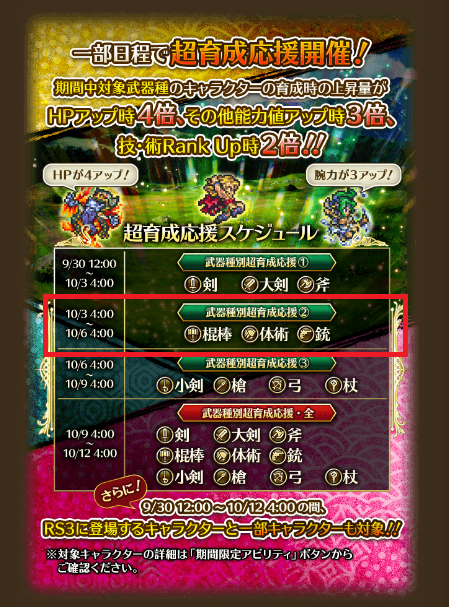 一部日程で超育成応援開催！
期間中対象武器種のキャラクターの育成時の上昇量が
HPアップ時4倍、その他能力値アップ時3倍、
技・術Rank Up時2倍!!
HPが4アップ！
腕力が3アップ！
超育成応援スケジュール
9/30 12:00
～
10/3 4:00
武器種別超育成応援①
剣 大剣 斧
10/3 4:00
～
10/6 4:00
武器種別超育成応援②
棍棒 体術 銃
10/6 4:00
～
10/9 4:00
武器種別超育成応援③
小剣 槍 弓 杖
10/9 4:00
～
10/12 4:00
武器種別超育成応援・全
剣 大剣 斧
棍棒 体術 銃
小剣 槍 弓 杖
さらに！
9/30 12:00～10/12 4:00の間、
RS3に登場するキャラクターと一部キャラクターも対象!!
※対象キャラクターの詳細は「期間限定アビリティ」ボタンから
ご確認ください。